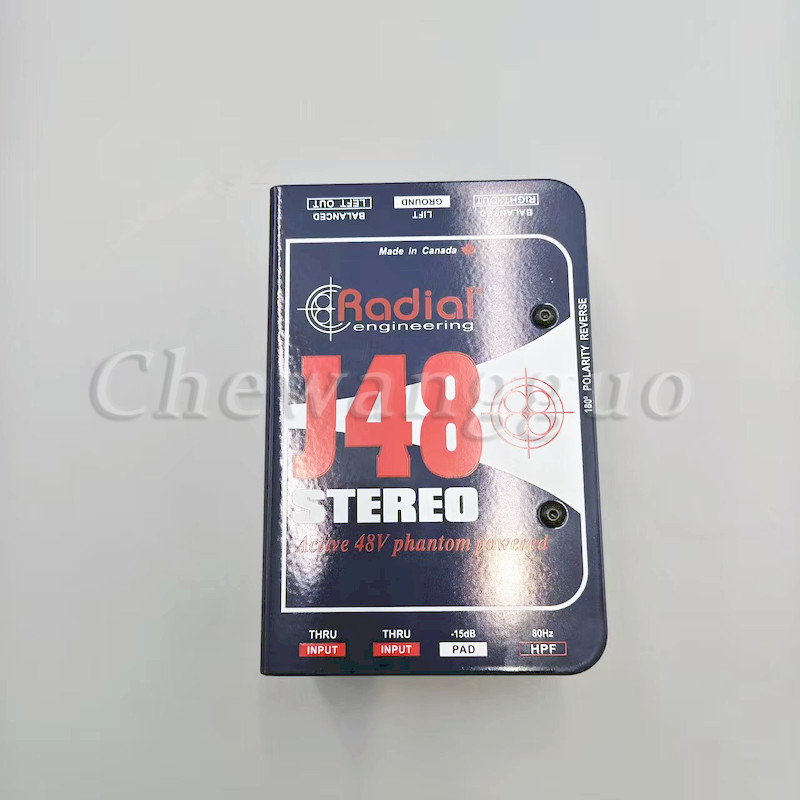 BALANCED
LEFT OUT
LIFT
GROUND
BALANCED
RIGHT OUT
Made in Canada
Radial
engineering
180° POLARITY REVERSE
Chewangguo
J48
STEREO
Active 48V phantom powered
THRU
INPUT
THRU
INPUT
-15dB
PAD
80Hz
HPF